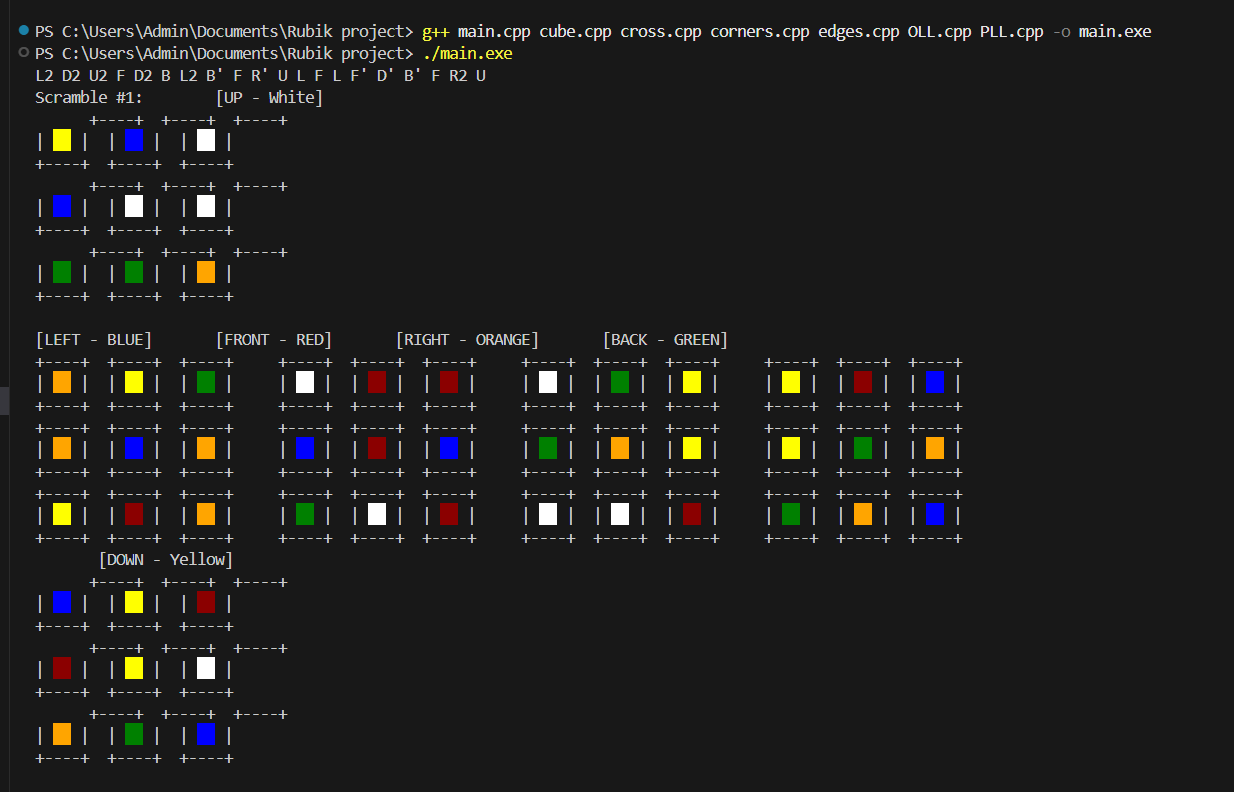 PS C:\Users\Admin\Documents\Rubik project> g++ main.cpp cube.cpp cross.cpp corners.cpp edges.cpp OLL.cpp PLL.cpp -o main.exe
PS C:\Users\Admin\Documents\Rubik project> ./main.exe
L2 D2 U2 F D2 B L2 B' F R' U L F L F' D' B' F R2 U
Scramble #1:        [UP - White]
      +----+  +----+  +----+
|    |  |    |  |    |
+----+  +----+  +----+
      +----+  +----+  +----+
|    |  |    |  |    |
+----+  +----+  +----+
      +----+  +----+  +----+
|    |  |    |  |    |
+----+  +----+  +----+
[LEFT - BLUE]       [FRONT - RED]       [RIGHT - ORANGE]       [BACK - GREEN]
+----+  +----+  +----+     +----+  +----+  +----+     +----+  +----+  +----+     +----+  +----+  +----+
|    |  |    |  |    |     |    |  |    |  |    |     |    |  |    |  |    |     |    |  |    |  |    |
+----+  +----+  +----+     +----+  +----+  +----+     +----+  +----+  +----+     +----+  +----+  +----+
+----+  +----+  +----+     +----+  +----+  +----+     +----+  +----+  +----+     +----+  +----+  +----+
|    |  |    |  |    |     |    |  |    |  |    |     |    |  |    |  |    |     |    |  |    |  |    |
+----+  +----+  +----+     +----+  +----+  +----+     +----+  +----+  +----+     +----+  +----+  +----+
+----+  +----+  +----+     +----+  +----+  +----+     +----+  +----+  +----+     +----+  +----+  +----+
|    |  |    |  |    |     |    |  |    |  |    |     |    |  |    |  |    |     |    |  |    |  |    |
+----+  +----+  +----+     +----+  +----+  +----+     +----+  +----+  +----+     +----+  +----+  +----+
       [DOWN - Yellow]
      +----+  +----+  +----+
|    |  |    |  |    |
+----+  +----+  +----+
      +----+  +----+  +----+
|    |  |    |  |    |
+----+  +----+  +----+
      +----+  +----+  +----+
|    |  |    |  |    |
+----+  +----+  +----+